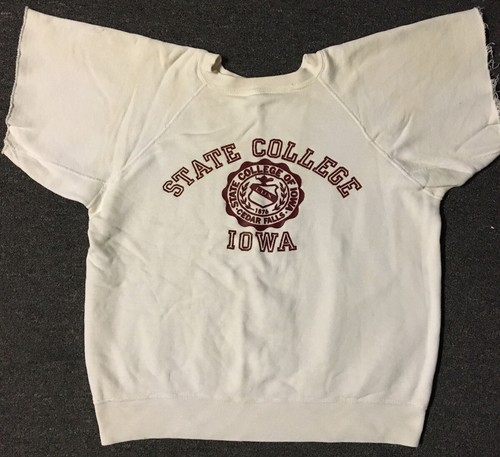 STATE COLLEGE
STATE COLLEGE OF IOWA
1876
CEDAR FALLS
IOWA